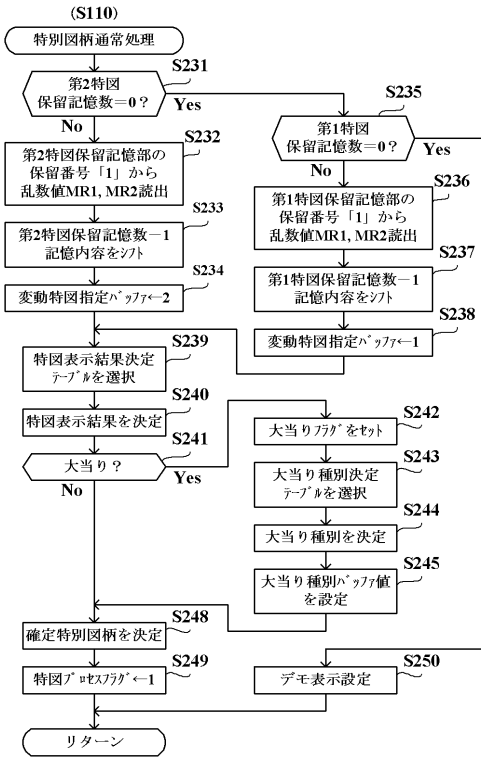 (S110)
特別図柄通常処理
S231
第2特図
保留記憶数=0?
Yes
No
S232
第2特図保留記憶部の
保留番号「1」から
乱数値MR1, MR2読出
S233
第2特図保留記憶数-1
記憶内容をシフト
S234
変動特図指定バッファ←2
S235
第1特図
保留記憶数=0?
Yes
No
S236
第1特図保留記憶部の
保留番号「1」から
乱数値MR1, MR2読出
S237
第1特図保留記憶数-1
記憶内容をシフト
S238
変動特図指定バッファ←1
S239
特図表示結果決定
テーブルを選択
S240
特図表示結果を決定
S241
大当り?
Yes
No
S242
大当りフラグをセット
S243
大当り種別決定
テーブルを選択
S244
大当り種別を決定
S245
大当り種別バッファ値
を設定
S248
確定特別図柄を決定
S249
特図プロセスフラグ←1
S250
デモ表示設定
リターン